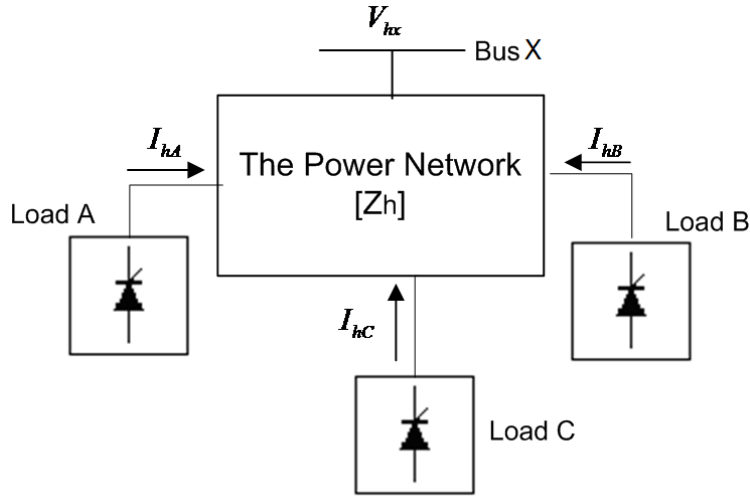 V_hx
Bus X
I_hA
I_hB
The Power Network
[Zh]
Load A
Load B
I_hC
Load C